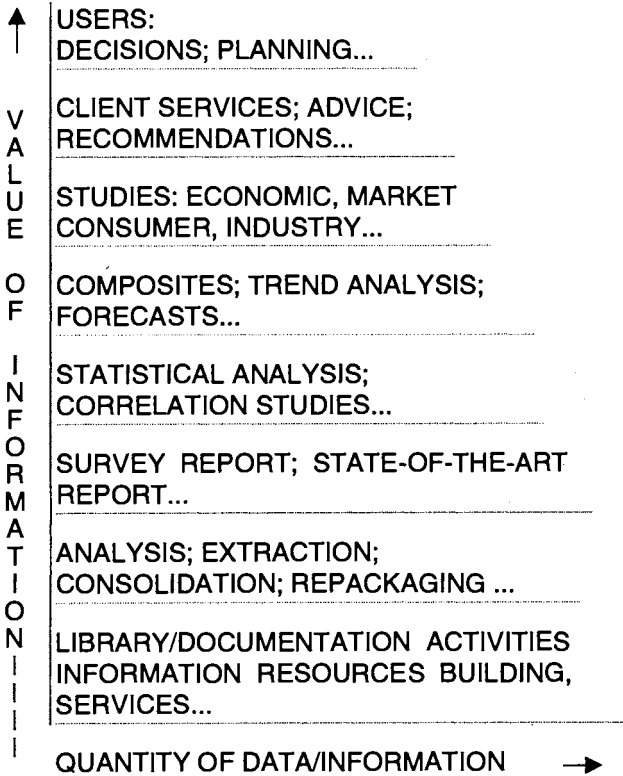 USERS:
DECISIONS; PLANNING...
CLIENT SERVICES; ADVICE;
RECOMMENDATIONS...
STUDIES: ECONOMIC, MARKET
CONSUMER, INDUSTRY...
COMPOSITES; TREND ANALYSIS;
FORECASTS...
STATISTICAL ANALYSIS;
CORRELATION STUDIES...
SURVEY REPORT; STATE-OF-THE-ART
REPORT...
ANALYSIS; EXTRACTION;
CONSOLIDATION; REPACKAGING ...
LIBRARY/DOCUMENTATION ACTIVITIES
INFORMATION RESOURCES BUILDING,
SERVICES...
VALUE OF INFORMATION
QUANTITY OF DATA/INFORMATION